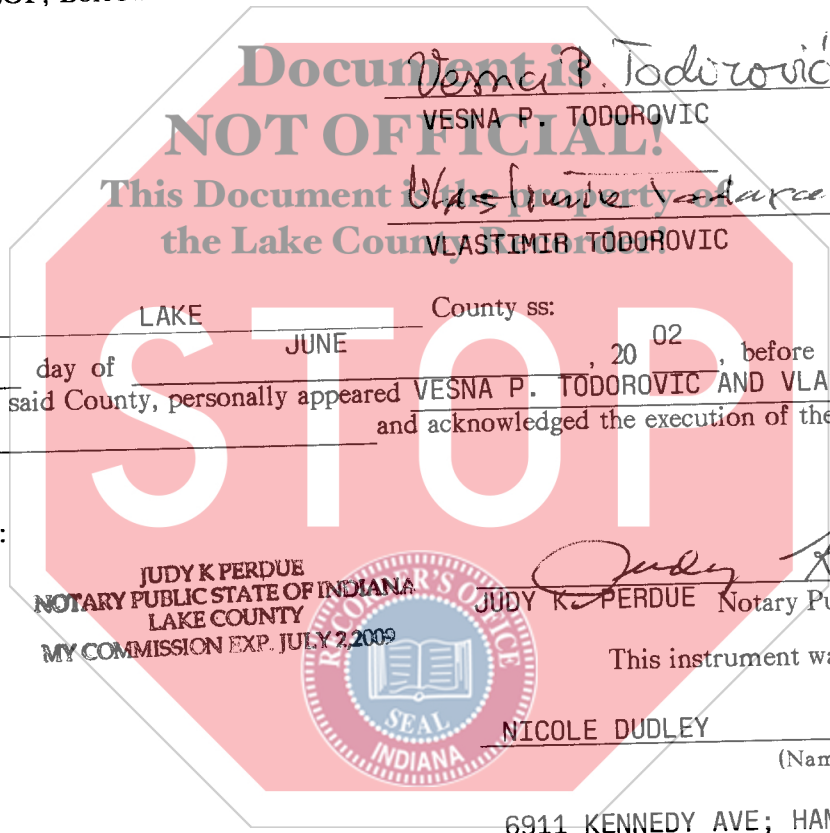 Document is
NOT OFFICIAL!
This Document is the property of
the Lake County Recorder!
STOP
Vesna P. Todorovic
VESNA P. TODOROVIC
VLASTIMIR TODOROVIC
LAKE County ss:
day of JUNE, 20 02, before
said County, personally appeared VESNA P. TODOROVIC AND VLA
and acknowledged the execution of the
:
JUDY K PERDUE
NOTARY PUBLIC STATE OF INDIANA
LAKE COUNTY
MY COMMISSION EXP. JULY 2,2009
Judy K
JUDY K. PERDUE Notary Pu
This instrument wa
RECORDER'S OFFICE
SEAL
INDIANA
NICOLE DUDLEY
(Nam
6911 KENNEDY AVE; HAM